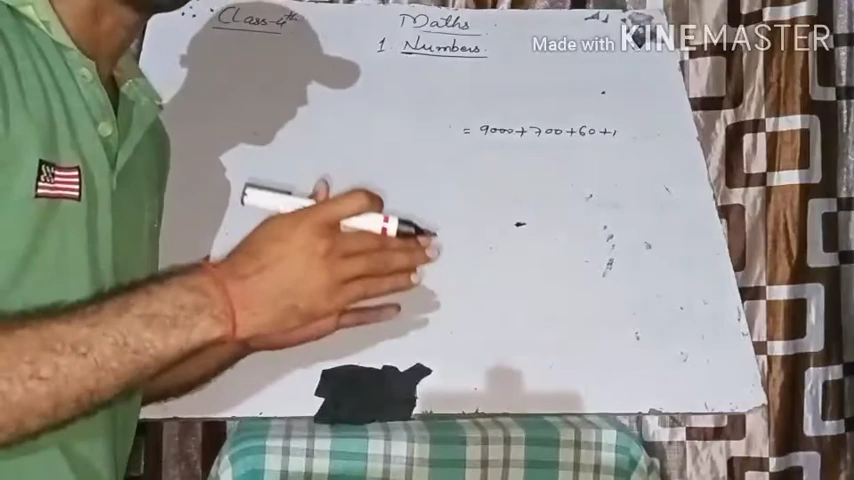 Class-4th
Maths
1 Numbers.
Made with KINEMASTER
= 9000+700+60+1